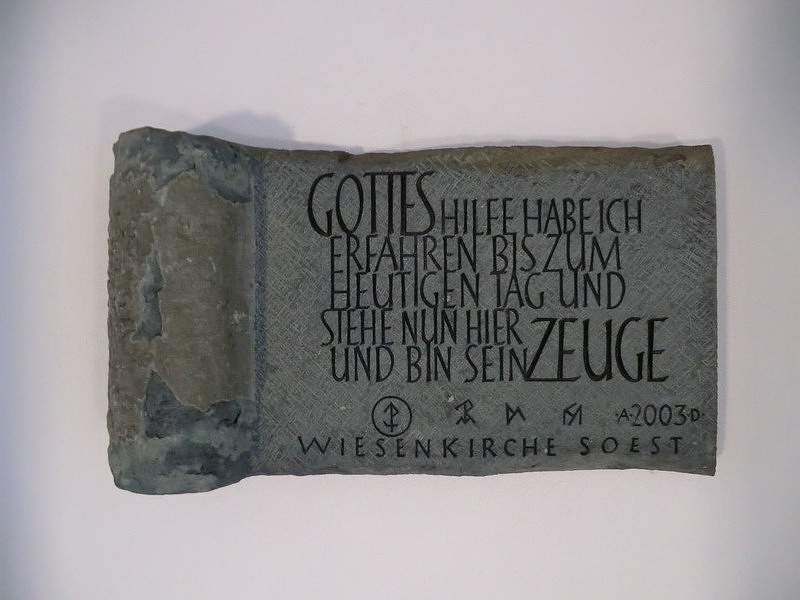 GOTTES HILFE HABE ICH
ERFAHREN BIS ZUM
HEUTIGEN TAG UND
STEHE NUN HIER
UND BIN SEIN ZEUGE
·A·2003·D·
WIESENKIRCHE SOEST